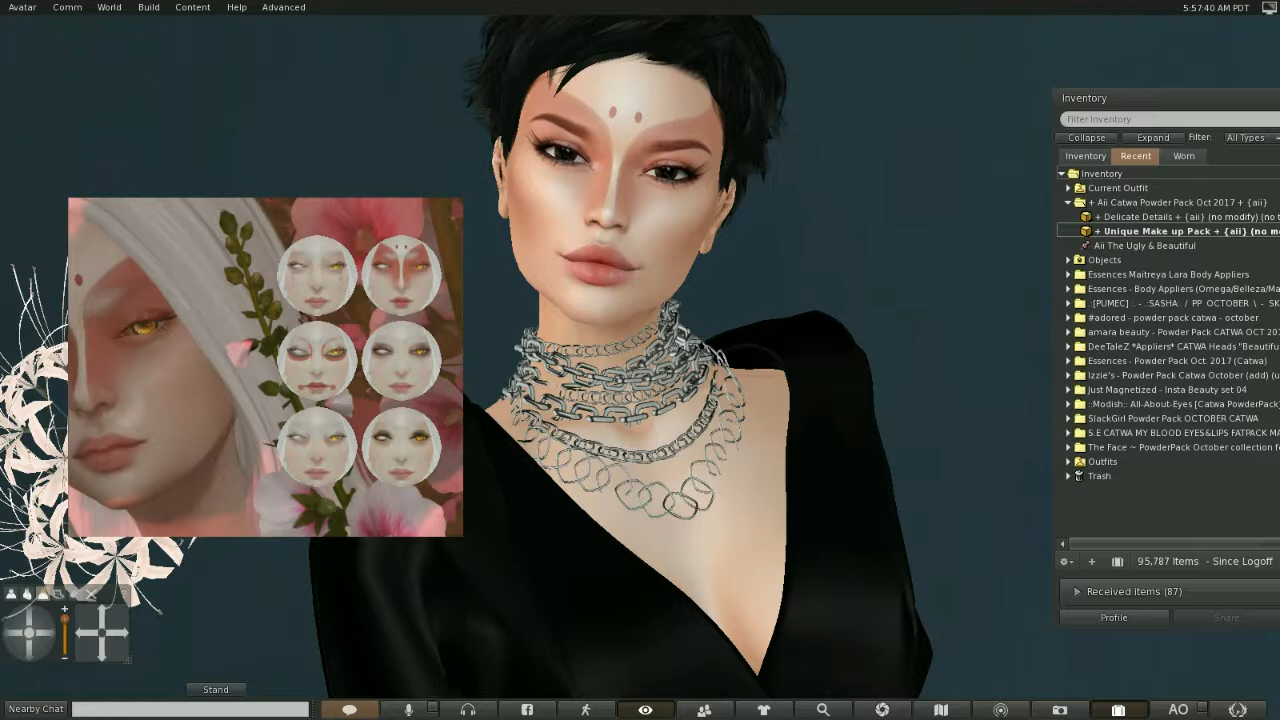 Avatar Comm World Build Content Help Advanced 5:57:40 AM PDT
Inventory
Filter Inventory
Collapse Expand Filter: All Types
Inventory Recent Worn
Inventory
Current Outfit
+ Aii Catwa Powder Pack Oct 2017 + {aii}
+ Delicate Details + {aii} (no modify) (no t
+ Unique Make up Pack + {aii} (no m
Aii The Ugly & Beautiful
Objects
Essences Maitreya Lara Body Appliers
Essences - Body Appliers (Omega/Belleza/Ma
.:[PUMEC] .. - ..SASHA: / PP OCTOBER \ - SK
#adored - powder pack catwa - october
amara beauty - Powder Pack CATWA OCT 201
DeeTaleZ *Appliers* CATWA Heads "Beautifu
Essences - Powder Pack Oct. 2017 (Catwa)
Izzie's - Powder Pack Catwa October (add) (u
Just Magnetized - Insta Beauty set 04
::Modish:: All-About-Eyes [Catwa PowderPack]
SlackGirl Powder Pack OCTOBER CATWA
S.E CATWA MY BLOOD EYES&LIPS FATPACK MA
The Face ~ PowderPack October collection f
Outfits
Trash
95,787 Items - Since Logoff
Received items (87)
Profile Share
Stand
Nearby Chat AO